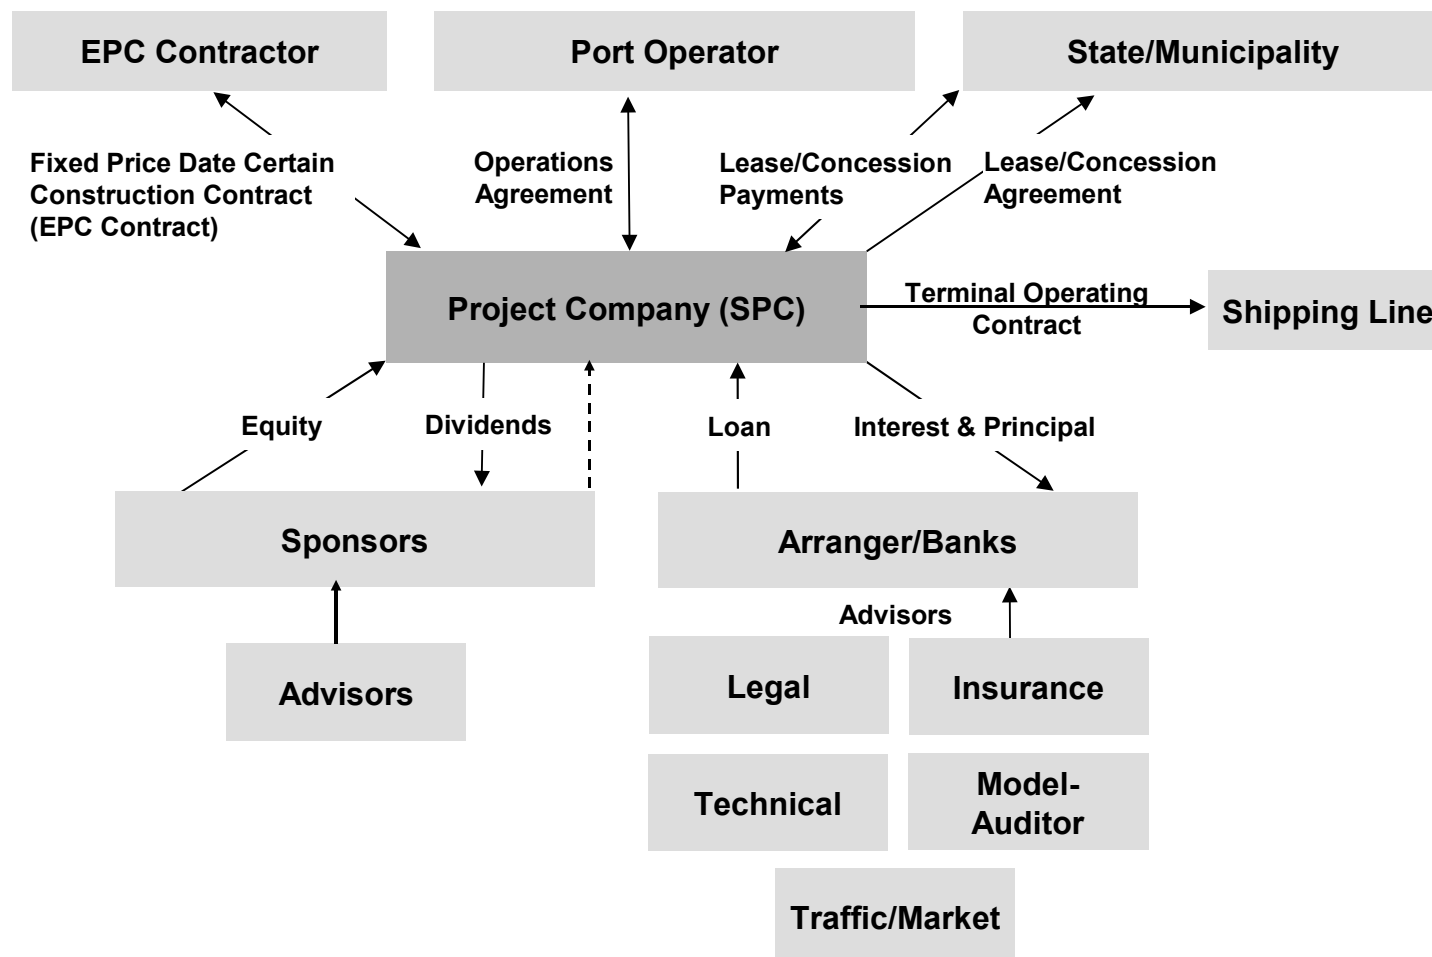 EPC Contractor
Port Operator
State/Municipality
Fixed Price Date Certain
Construction Contract
(EPC Contract)
Operations
Agreement
Lease/Concession
Payments
Lease/Concession
Agreement
Project Company (SPC)
Terminal Operating
Contract
Shipping Line
Equity
Dividends
Loan
Interest & Principal
Sponsors
Arranger/Banks
Advisors
Advisors
Legal
Insurance
Technical
Model-
Auditor
Traffic/Market